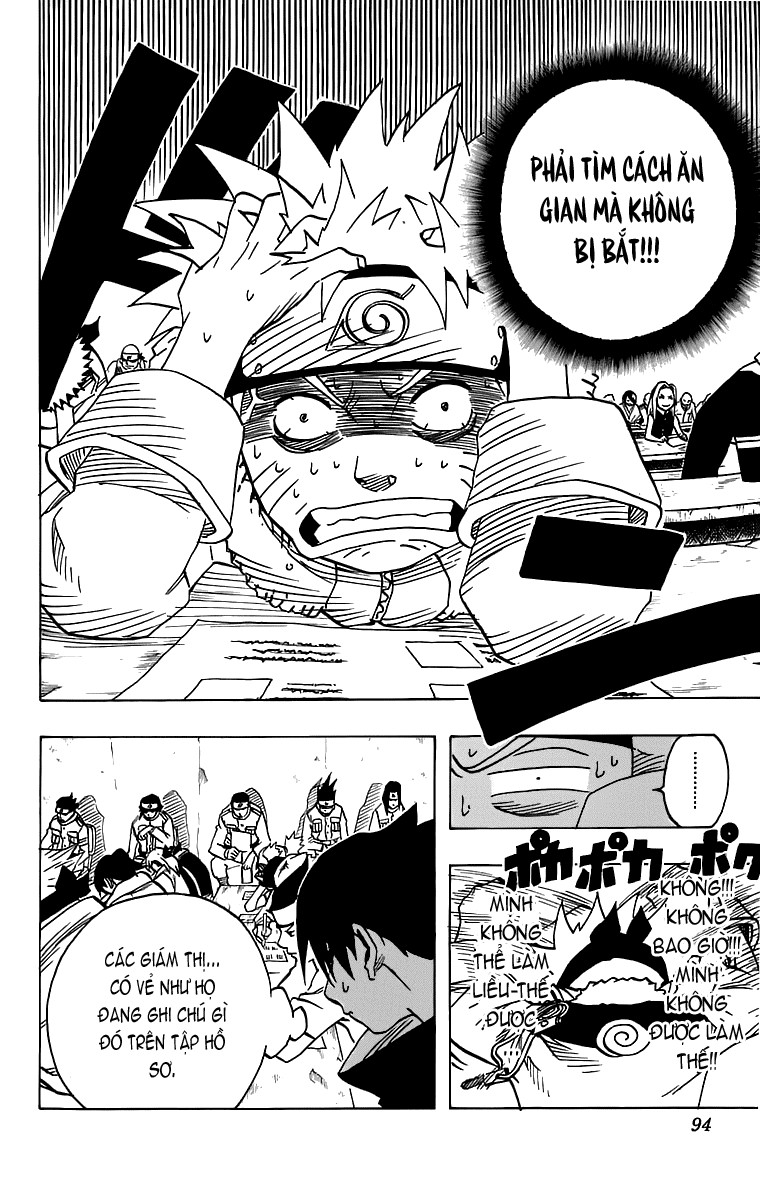 PHẢI TÌM CÁCH ĂN
GIAN MÀ KHÔNG
BỊ BẮT!!!
..........
ポカ ポカ ポク
KHÔNG!!!
KHÔNG
BAO GIỜ!!!
MÌNH
KHÔNG
ĐƯỢC LÀM
THẾ!!
MÌNH
KHÔNG
THỂ LÀM
LIỀU THẾ
ĐƯỢC
CÁC GIÁM THỊ...
CÓ VẺ NHƯ HỌ
ĐANG GHI CHÚ GÌ
ĐÓ TRÊN TẬP HỒ
SƠ.
94